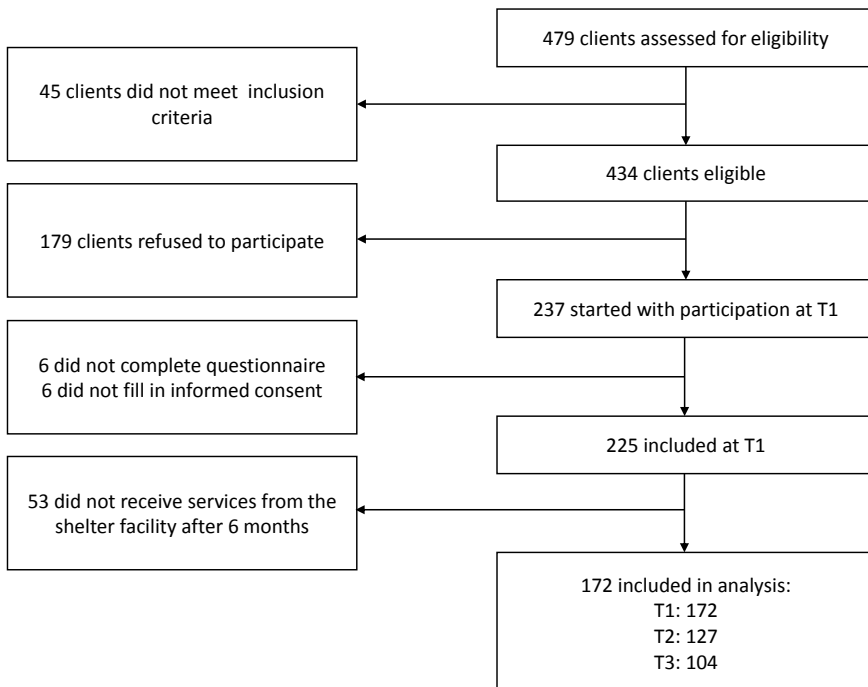 479 clients assessed for eligibility
45 clients did not meet inclusion
criteria
434 clients eligible
179 clients refused to participate
237 started with participation at T1
6 did not complete questionnaire
6 did not fill in informed consent
225 included at T1
53 did not receive services from the
shelter facility after 6 months
172 included in analysis:
T1: 172
T2: 127
T3: 104